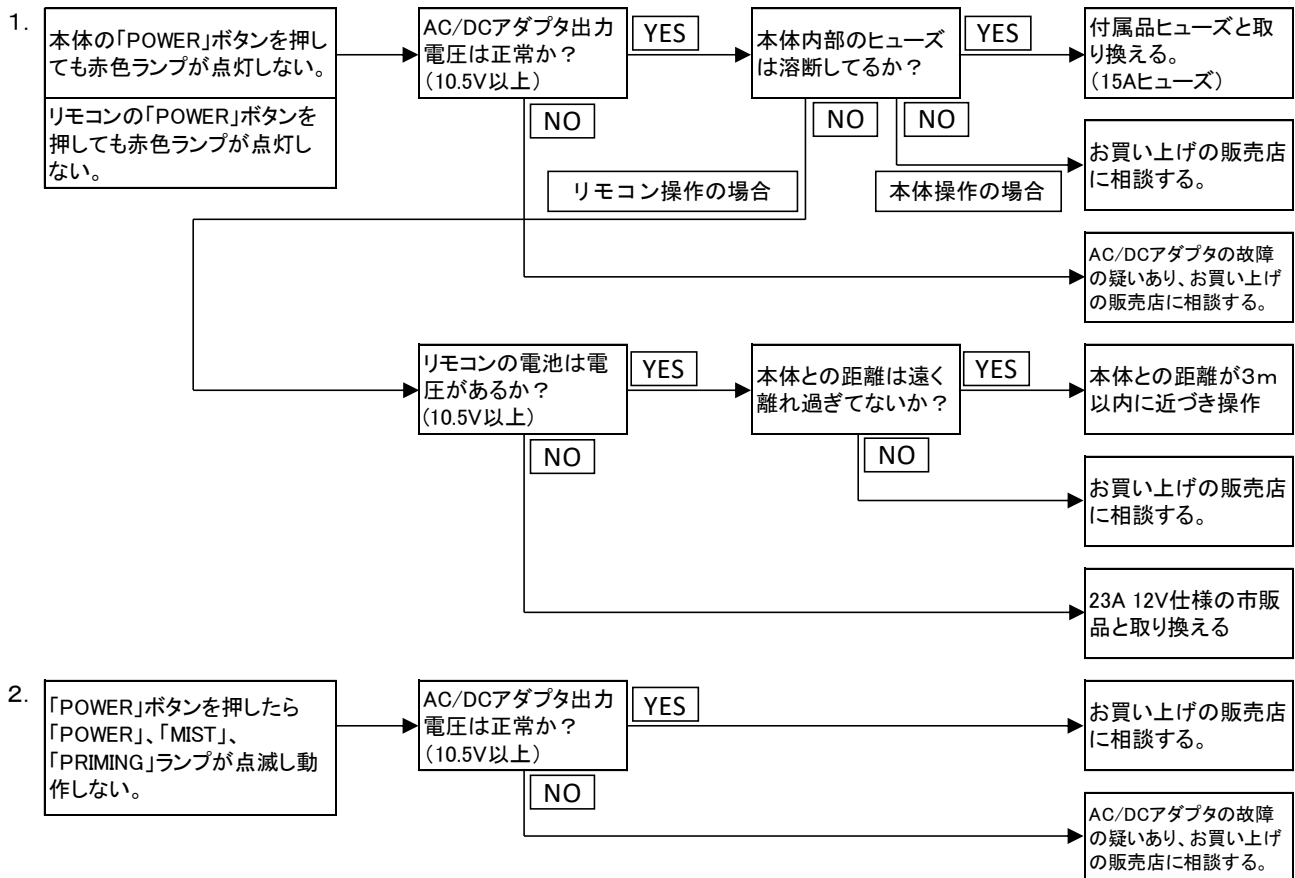 1.
本体の「POWER」ボタンを押し
ても赤色ランプが点灯しない。
リモコンの「POWER」ボタンを
押しても赤色ランプが点灯し
ない。
AC/DCアダプタ出力
電圧は正常か？
(10.5V以上)
YES
NO
本体内部のヒューズ
は溶断してるか？
YES
NO
NO
リモコン操作の場合
本体操作の場合
付属品ヒューズと取
り換える。
(15Aヒューズ)
お買い上げの販売店
に相談する。
AC/DCアダプタの故障
の疑いあり、お買い上げ
の販売店に相談する。
リモコンの電池は電
圧があるか？
(10.5V以上)
YES
NO
本体との距離は遠く
離れ過ぎてないか？
YES
NO
本体との距離が3ｍ
以内に近づき操作
お買い上げの販売店
に相談する。
23A 12V仕様の市販
品と取り換える
2.
「POWER」ボタンを押したら
「POWER」、「MIST」、
「PRIMING」ランプが点滅し動
作しない。
AC/DCアダプタ出力
電圧は正常か？
(10.5V以上)
YES
NO
お買い上げの販売店
に相談する。
AC/DCアダプタの故障
の疑いあり、お買い上げ
の販売店に相談する。